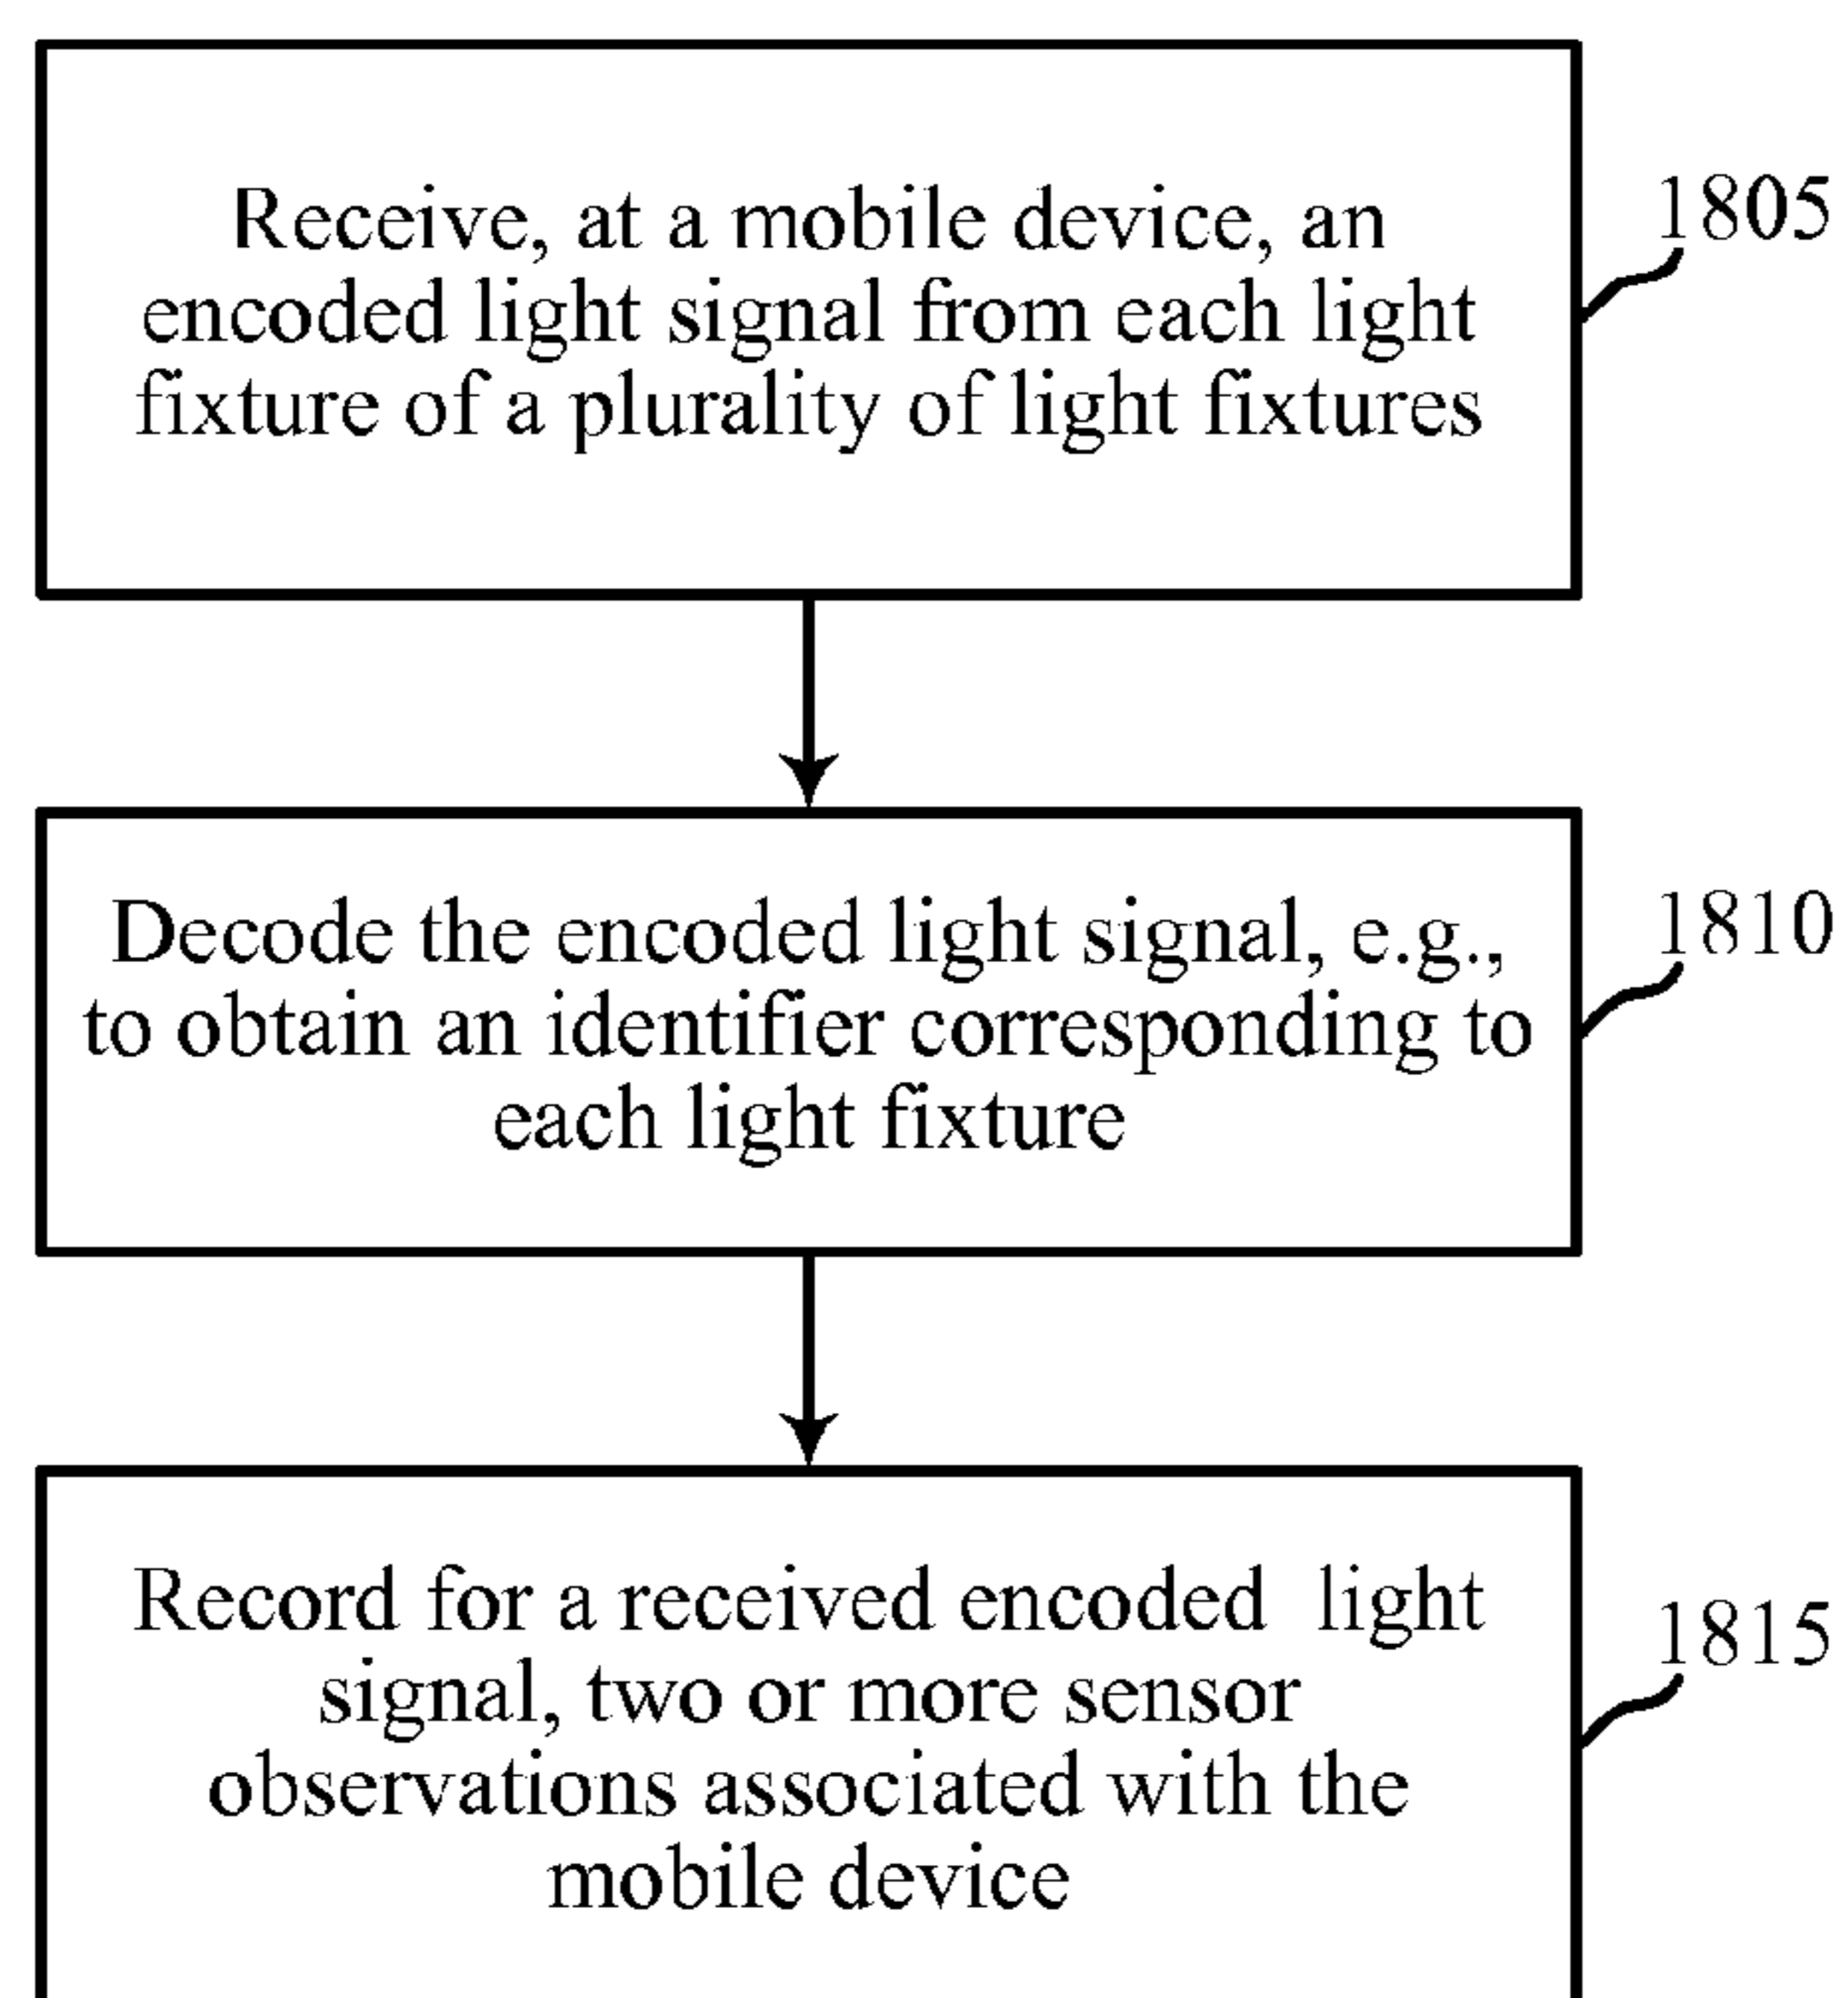 Receive, at a mobile device, an
encoded light signal from each light
fixture of a plurality of light fixtures
1805
Decode the encoded light signal, e.g.,
to obtain an identifier corresponding to
each light fixture
1810
Record for a received encoded light
signal, two or more sensor
observations associated with the
mobile device
1815